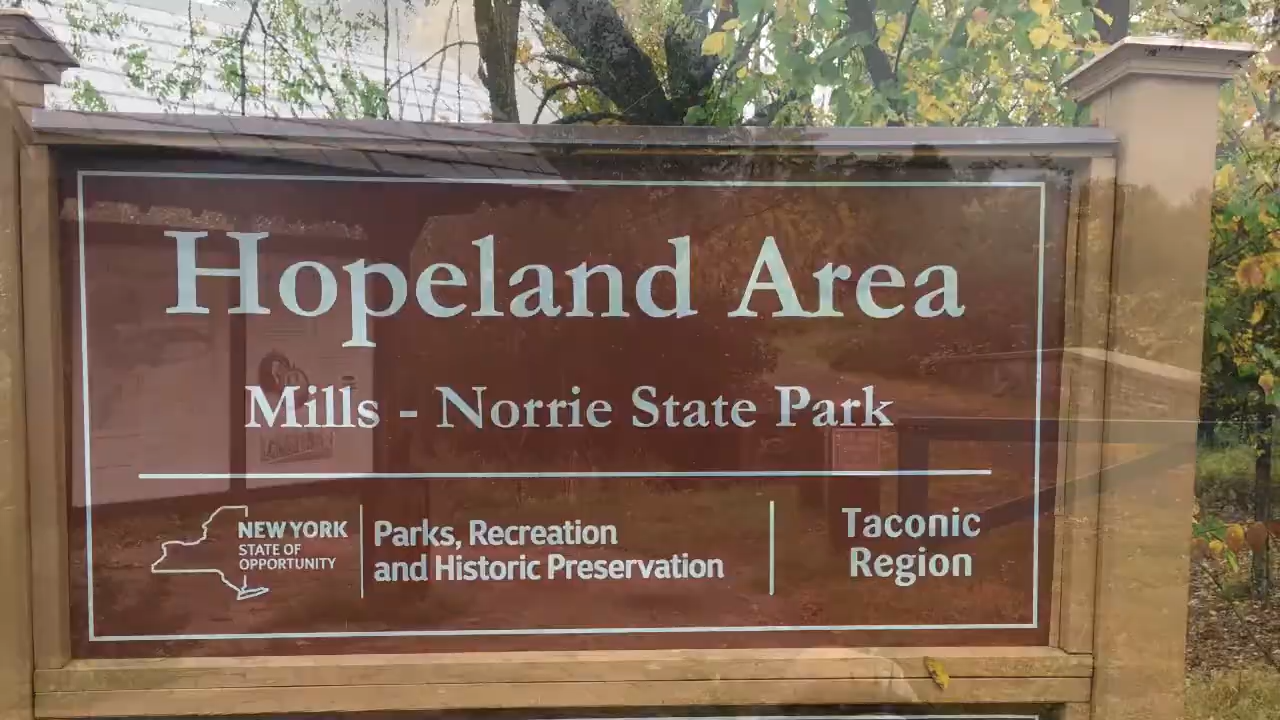 Hopeland Area
Mills - Norrie State Park
NEW YORK
STATE OF
OPPORTUNITY
Parks, Recreation
and Historic Preservation
Taconic
Region